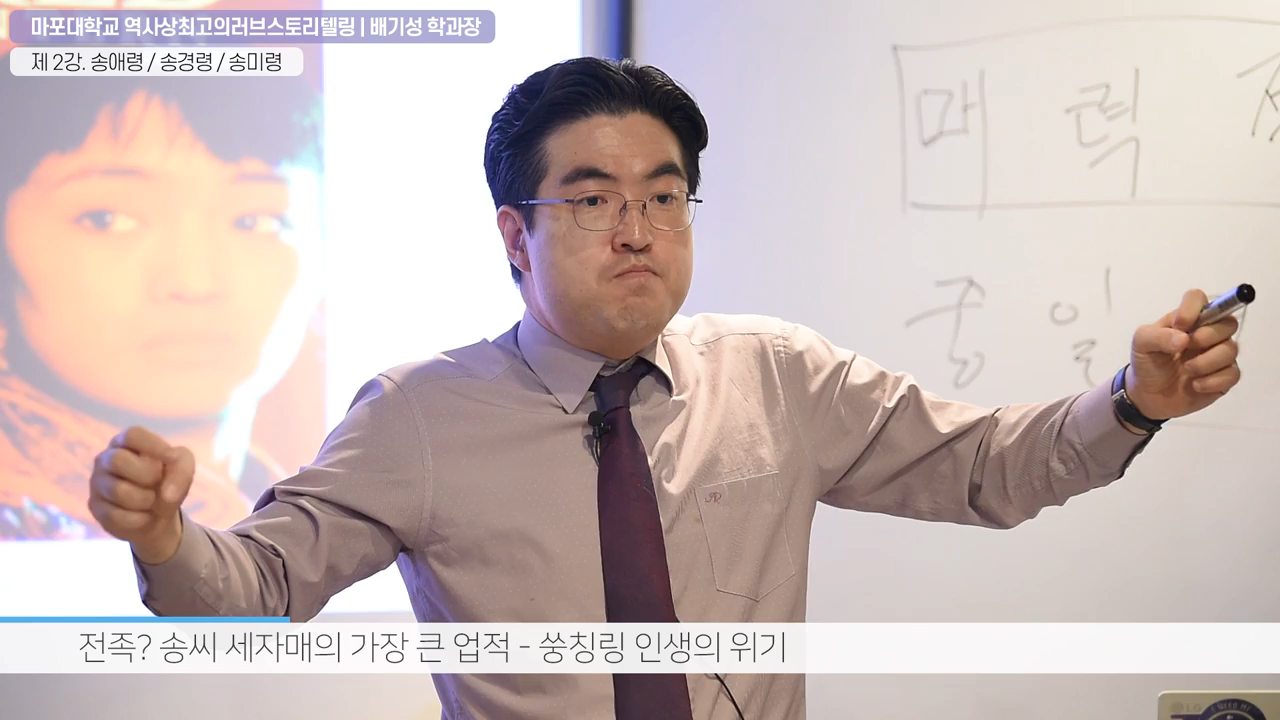 마포대학교 역사상최고의러브스토리텔링 | 배기성 학과장
제 2강. 송애령 / 송경령 / 송미령
매력
중일
전족? 송씨 세자매의 가장 큰 업적 - 쑹칭링 인생의 위기
LG